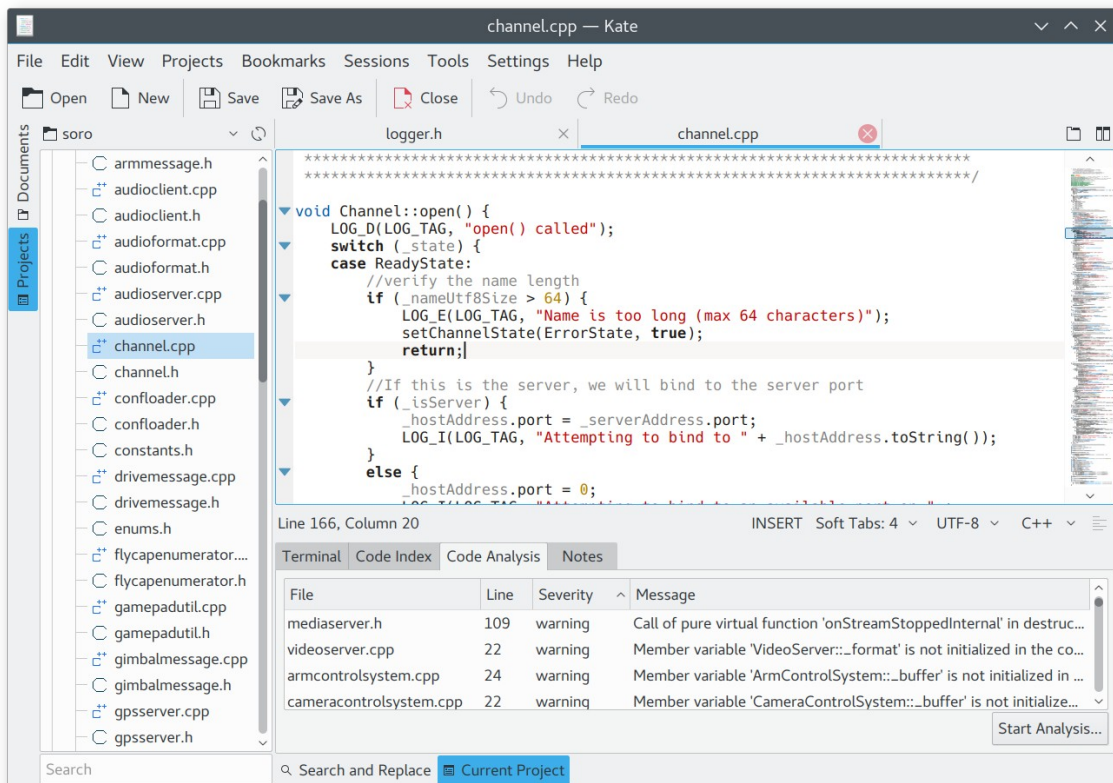 channel.cpp — Kate
File Edit View Projects Bookmarks Sessions Tools Settings Help
Open New Save Save As Close Undo Redo
Documents
Projects
soro
armmessage.h
audioclient.cpp
audioclient.h
audioformat.cpp
audioformat.h
audioserver.cpp
audioserver.h
channel.cpp
channel.h
confloader.cpp
confloader.h
constants.h
drivemessage.cpp
drivemessage.h
enums.h
flycapenumerator....
flycapenumerator.h
gamepadutil.cpp
gamepadutil.h
gimbalmessage.cpp
gimbalmessage.h
gpsserver.cpp
gpsserver.h
Search
logger.h channel.cpp
***************************************************************************
***************************************************************************/
void Channel::open() {
LOG_D(LOG_TAG, "open() called");
switch (_state) {
case ReadyState:
//verify the name length
if (_nameUtf8Size > 64) {
LOG_E(LOG_TAG, "Name is too long (max 64 characters)");
setChannelState(ErrorState, true);
return;
}
//If this is the server, we will bind to the server port
if (_isServer) {
_hostAddress.port = _serverAddress.port;
LOG_I(LOG_TAG, "Attempting to bind to " + _hostAddress.toString());
}
else {
_hostAddress.port = 0;
Line 166, Column 20 INSERT Soft Tabs: 4 UTF-8 C++
Terminal Code Index Code Analysis Notes
File Line Severity Message
mediaserver.h 109 warning Call of pure virtual function 'onStreamStoppedInternal' in destruc...
videoserver.cpp 22 warning Member variable 'VideoServer::_format' is not initialized in the co...
armcontrolsystem.cpp 24 warning Member variable 'ArmControlSystem::_buffer' is not initialized in ...
cameracontrolsystem.cpp 22 warning Member variable 'CameraControlSystem::_buffer' is not initialize...
Start Analysis...
Search and Replace Current Project